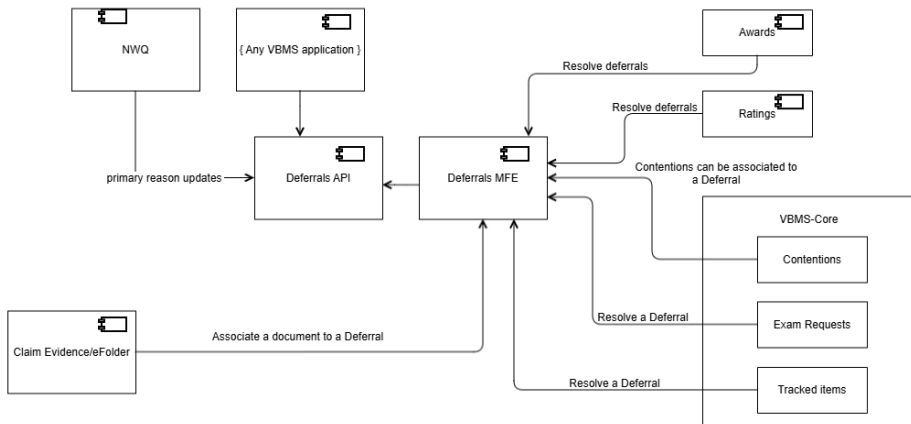 NWQ
{ Any VBMS application }
Awards
Resolve deferrals
Resolve deferrals
Ratings
primary reason updates
Deferrals API
Deferrals MFE
Contentions can be associated to
a Deferral
VBMS-Core
Contentions
Resolve a Deferral
Exam Requests
Claim Evidence/eFolder
Associate a document to a Deferral
Resolve a Deferral
Tracked items